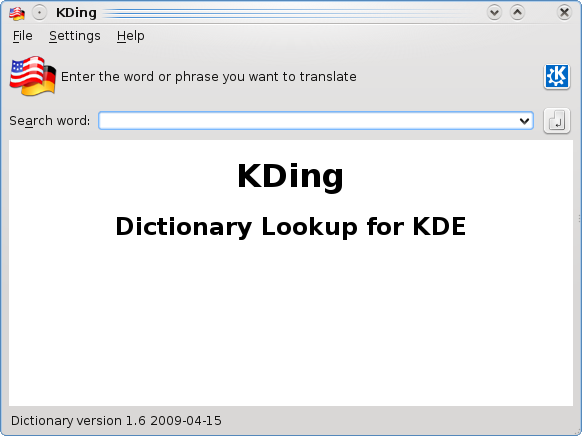 KDing
File Settings Help
Enter the word or phrase you want to translate
Search word:
KDing
Dictionary Lookup for KDE
Dictionary version 1.6 2009-04-15